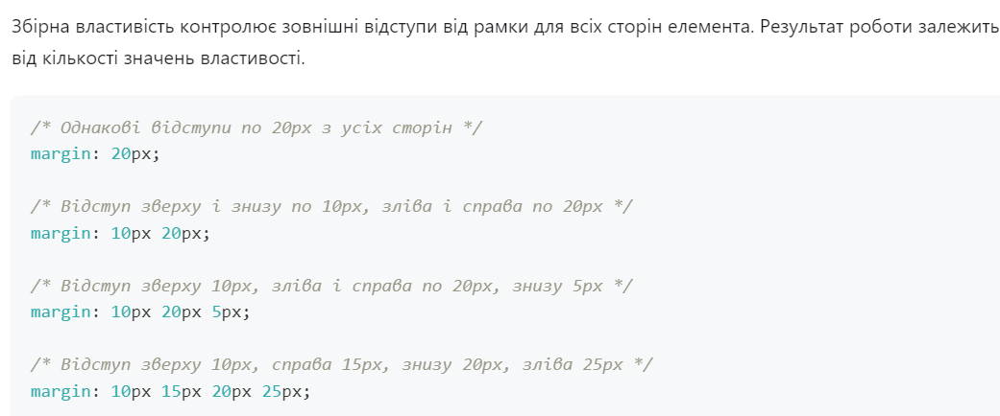 Збірна властивість контролює зовнішні відступи від рамки для всіх сторін елемента. Результат роботи залежить
від кількості значень властивості.
/* Однакові відступи по 20px з усіх сторін */
margin: 20px;
/* Відступ зверху і знизу по 10px, зліва і справа по 20px */
margin: 10px 20px;
/* Відступ зверху 10px, зліва і справа по 20px, знизу 5px */
margin: 10px 20px 5px;
/* Відступ зверху 10px, справа 15px, знизу 20px, зліва 25px */
margin: 10px 15px 20px 25px;